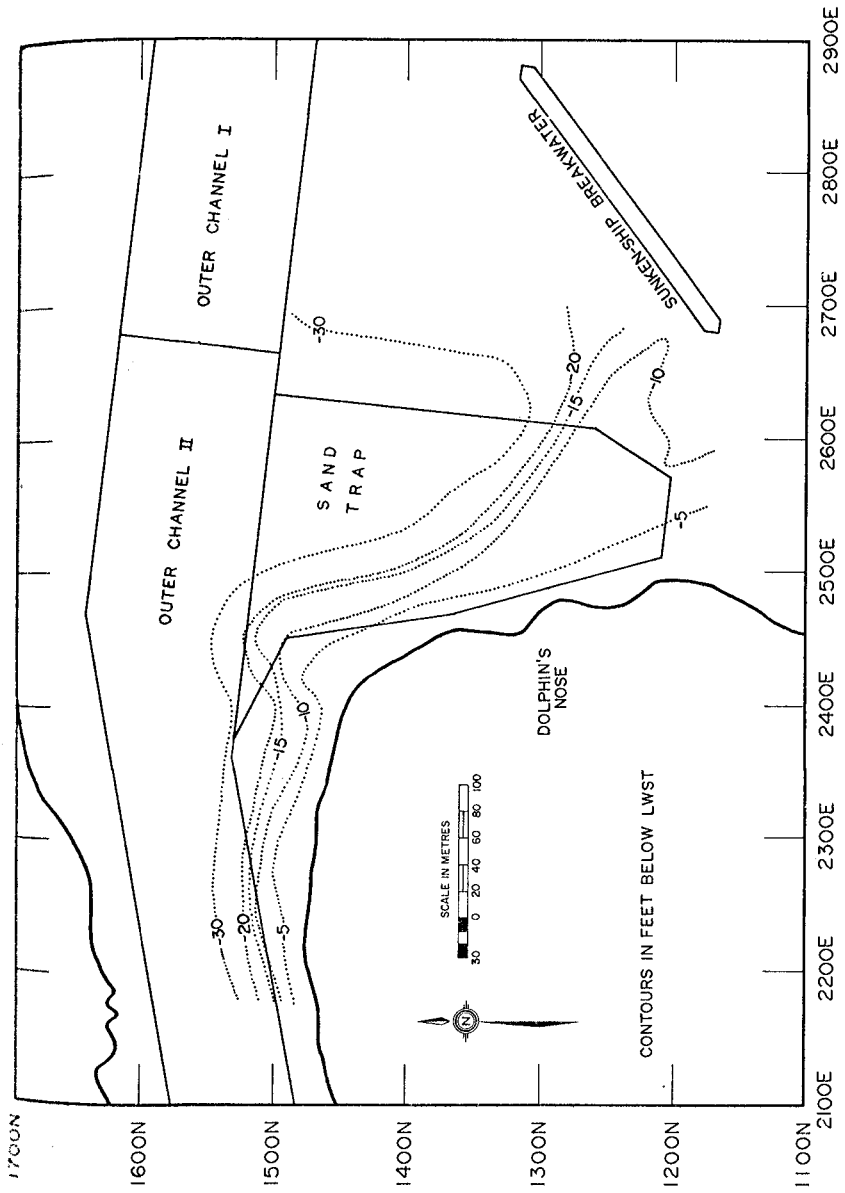 1700N
1600N
1500N
1400N
1300N
1200N
1100N
2100E
2200E
2300E
2400E
2500E
2600E
2700E
2800E
2900E
OUTER CHANNEL I
OUTER CHANNEL II
SAND
TRAP
SUNKEN-SHIP BREAKWATER
-30
-20
-15
-10
-5
-30
-20
-15
-10
-5
DOLPHIN'S
NOSE
SCALE IN METRES
30 0 20 40 60 80 100
N
CONTOURS IN FEET BELOW LWST